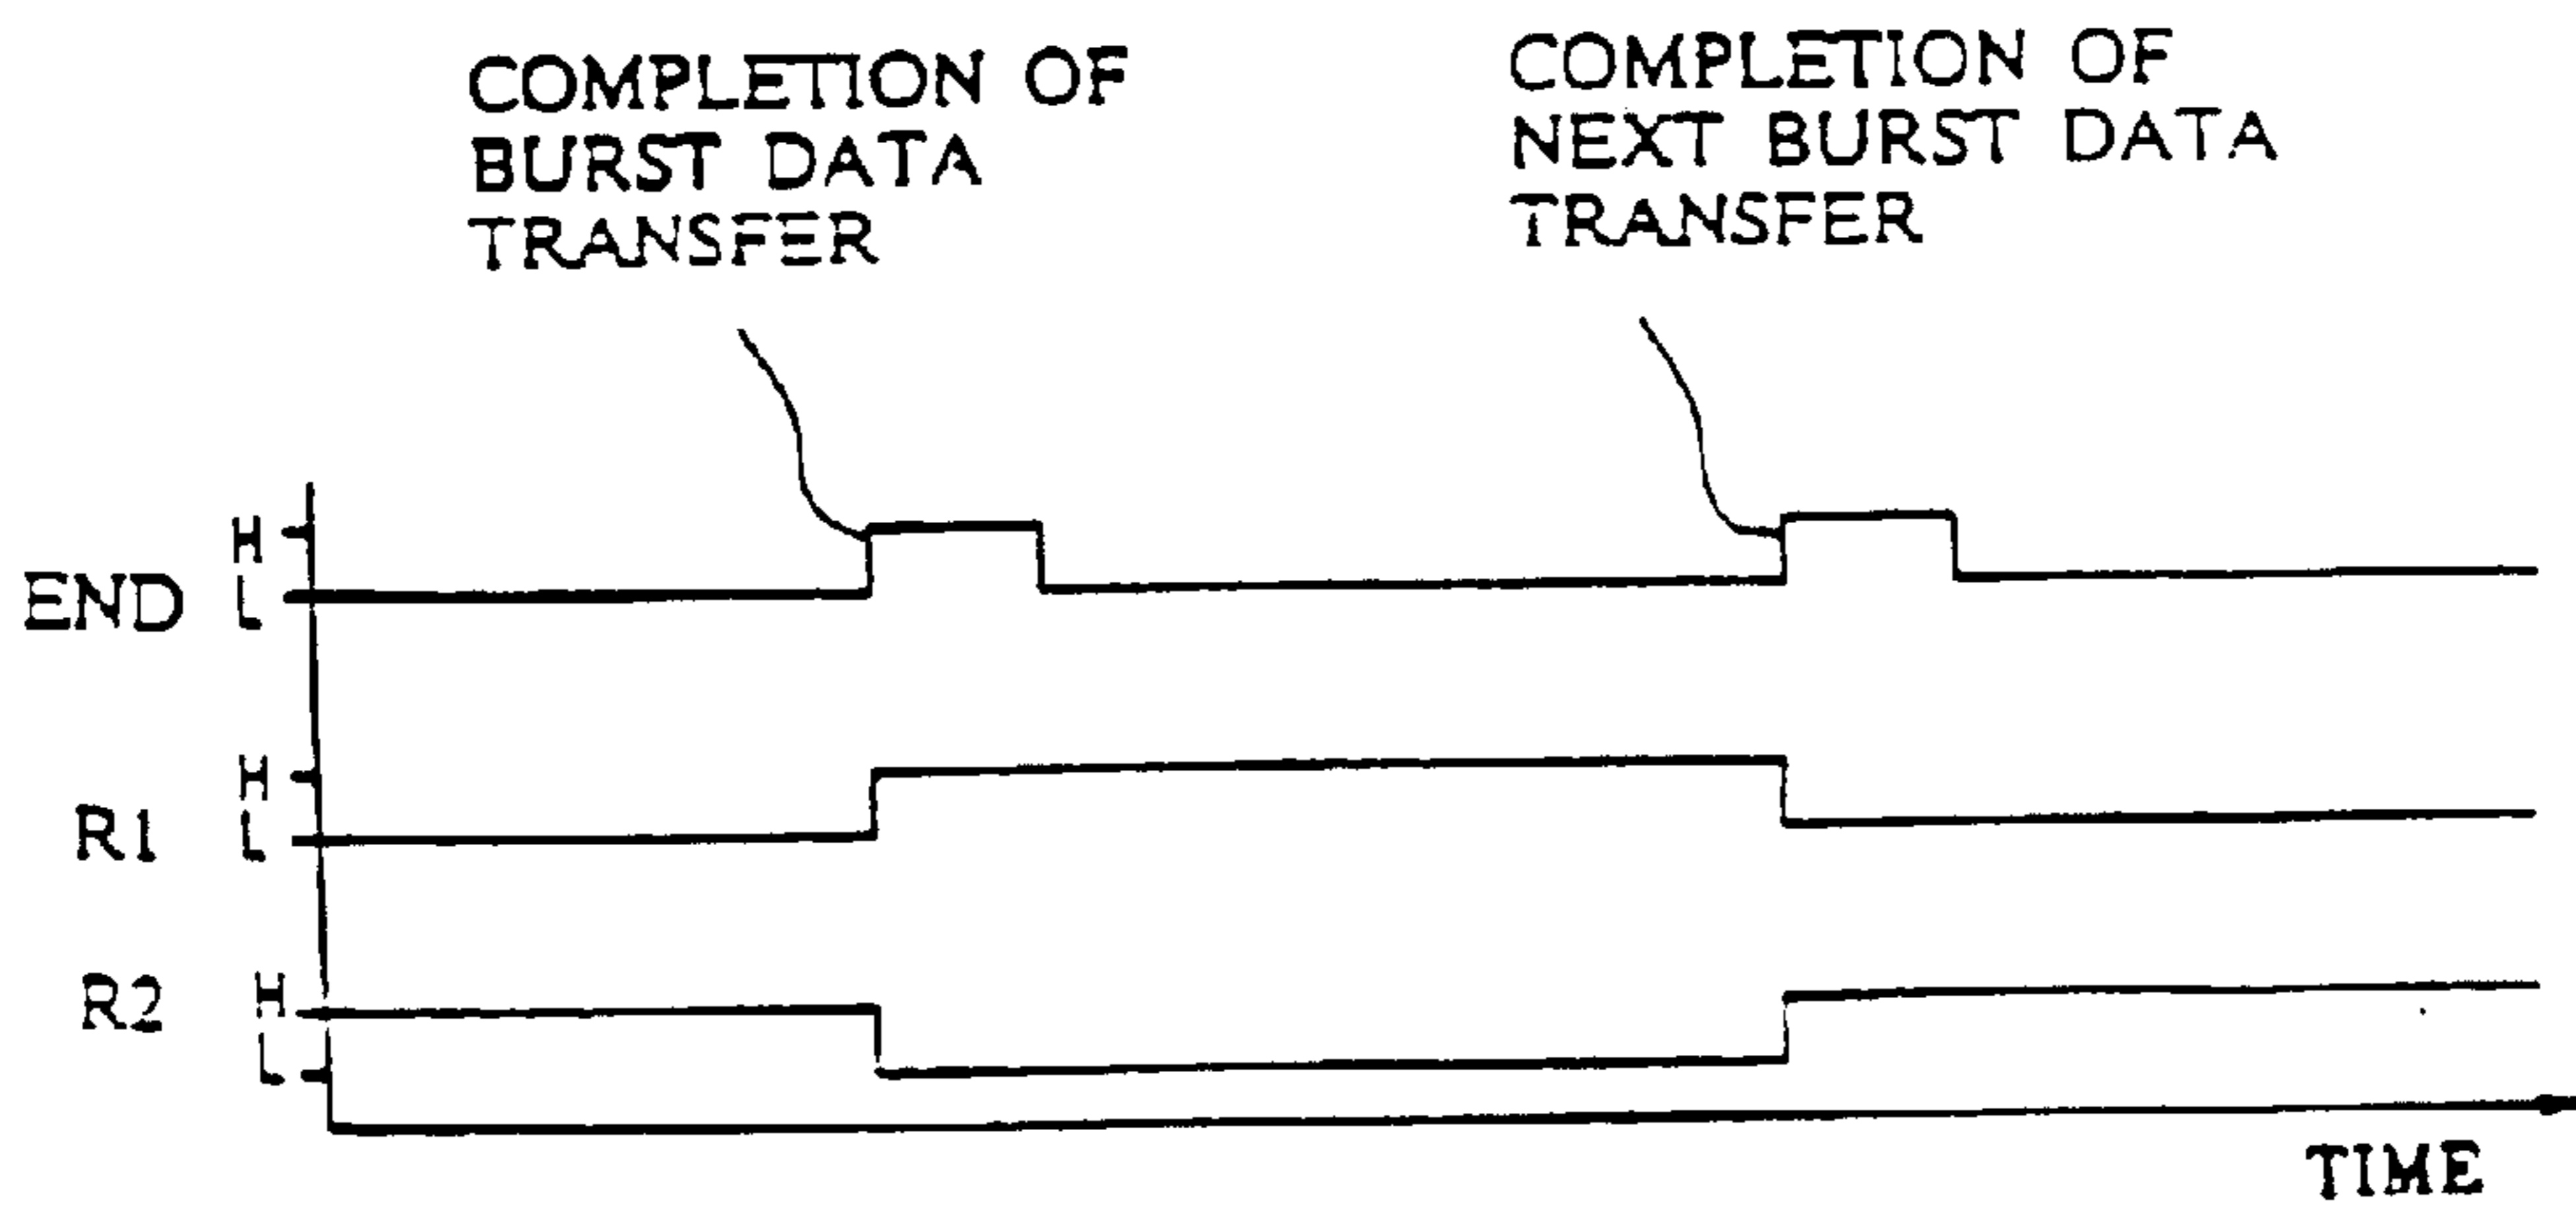 COMPLETION OF
BURST DATA
TRANSFER
COMPLETION OF
NEXT BURST DATA
TRANSFER
H
END L
H
R1 L
R2 H
L
TIME